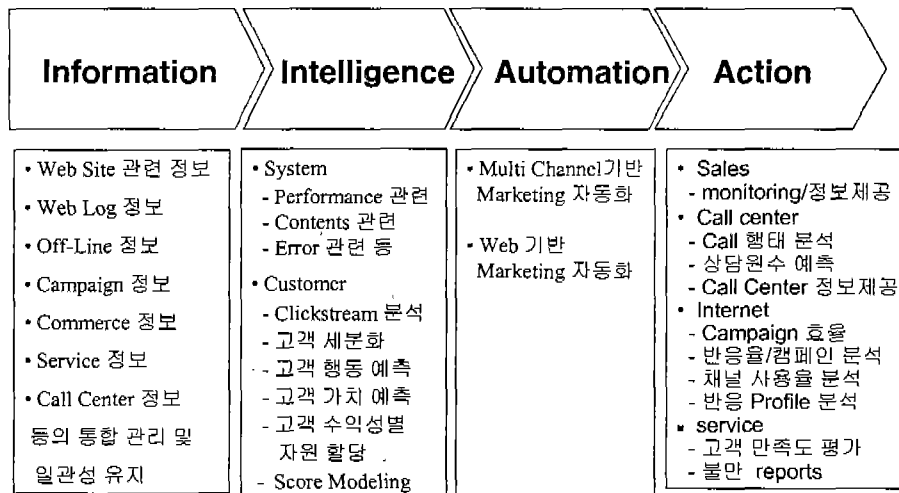 Information
Intelligence
Automation
Action
• Web Site 관련 정보
• Web Log 정보
• Off-Line 정보
• Campaign 정보
• Commerce 정보
• Service 정보
• Call Center 정보
등의 통합 관리 및
일관성 유지
• System
- Performance 관련
- Contents 관련
- Error 관련 등
• Customer
- Clickstream 분석
- 고객 세분화
- 고객 행동 예측
- 고객 가치 예측
- 고객 수익성별
자원 할당
- Score Modeling
• Multi Channel기반
Marketing 자동화
• Web 기반
Marketing 자동화
• Sales
- monitoring/정보제공
• Call center
- Call 행태 분석
- 상담원수 예측
- Call Center 정보제공
• Internet
- Campaign 효율
- 반응율/캠페인 분석
- 채널 사용율 분석
- 반응 Profile 분석
▪ service
- 고객 만족도 평가
- 불만 reports